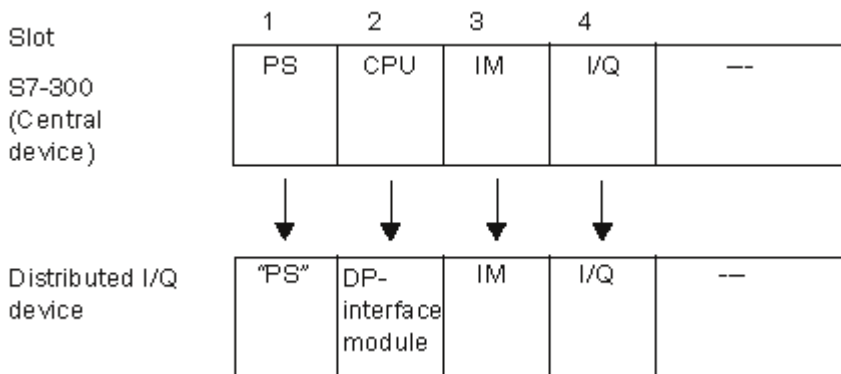 1 2 3 4
Slot
PS CPU IM I/Q ---
S7-300
(Central
device)
Distributed I/Q
device
"PS" DP-
interface
module
IM I/Q ---